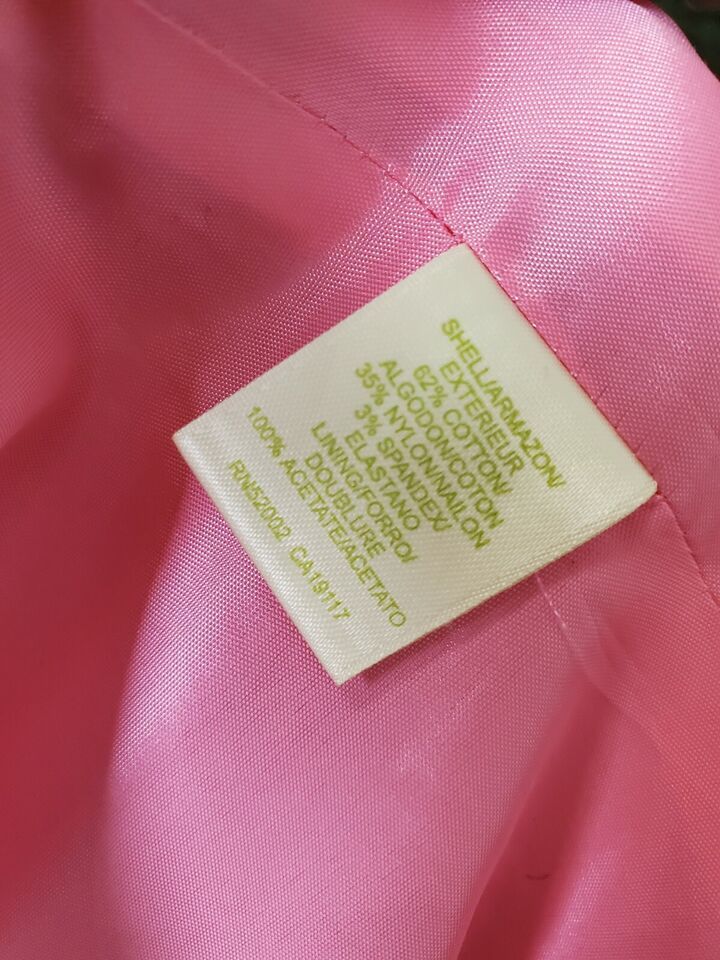 SHELL/ARMAZON/
EXTERIEUR
62% COTTON/
ALGODON/COTON
35% NYLON/NAILON
3% SPANDEX/
ELASTANO
LINING/FORRO/
DOUBLURE
100% ACETATE/ACETATO
RN52002 CA19117